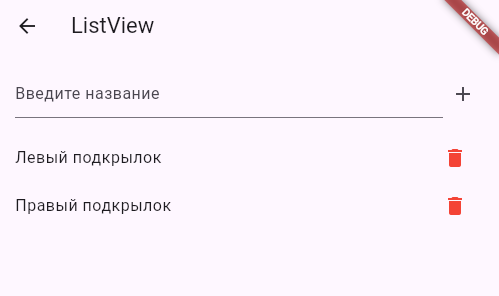 ListView
DEBUG
Введите название
Левый подкрылок
Правый подкрылок